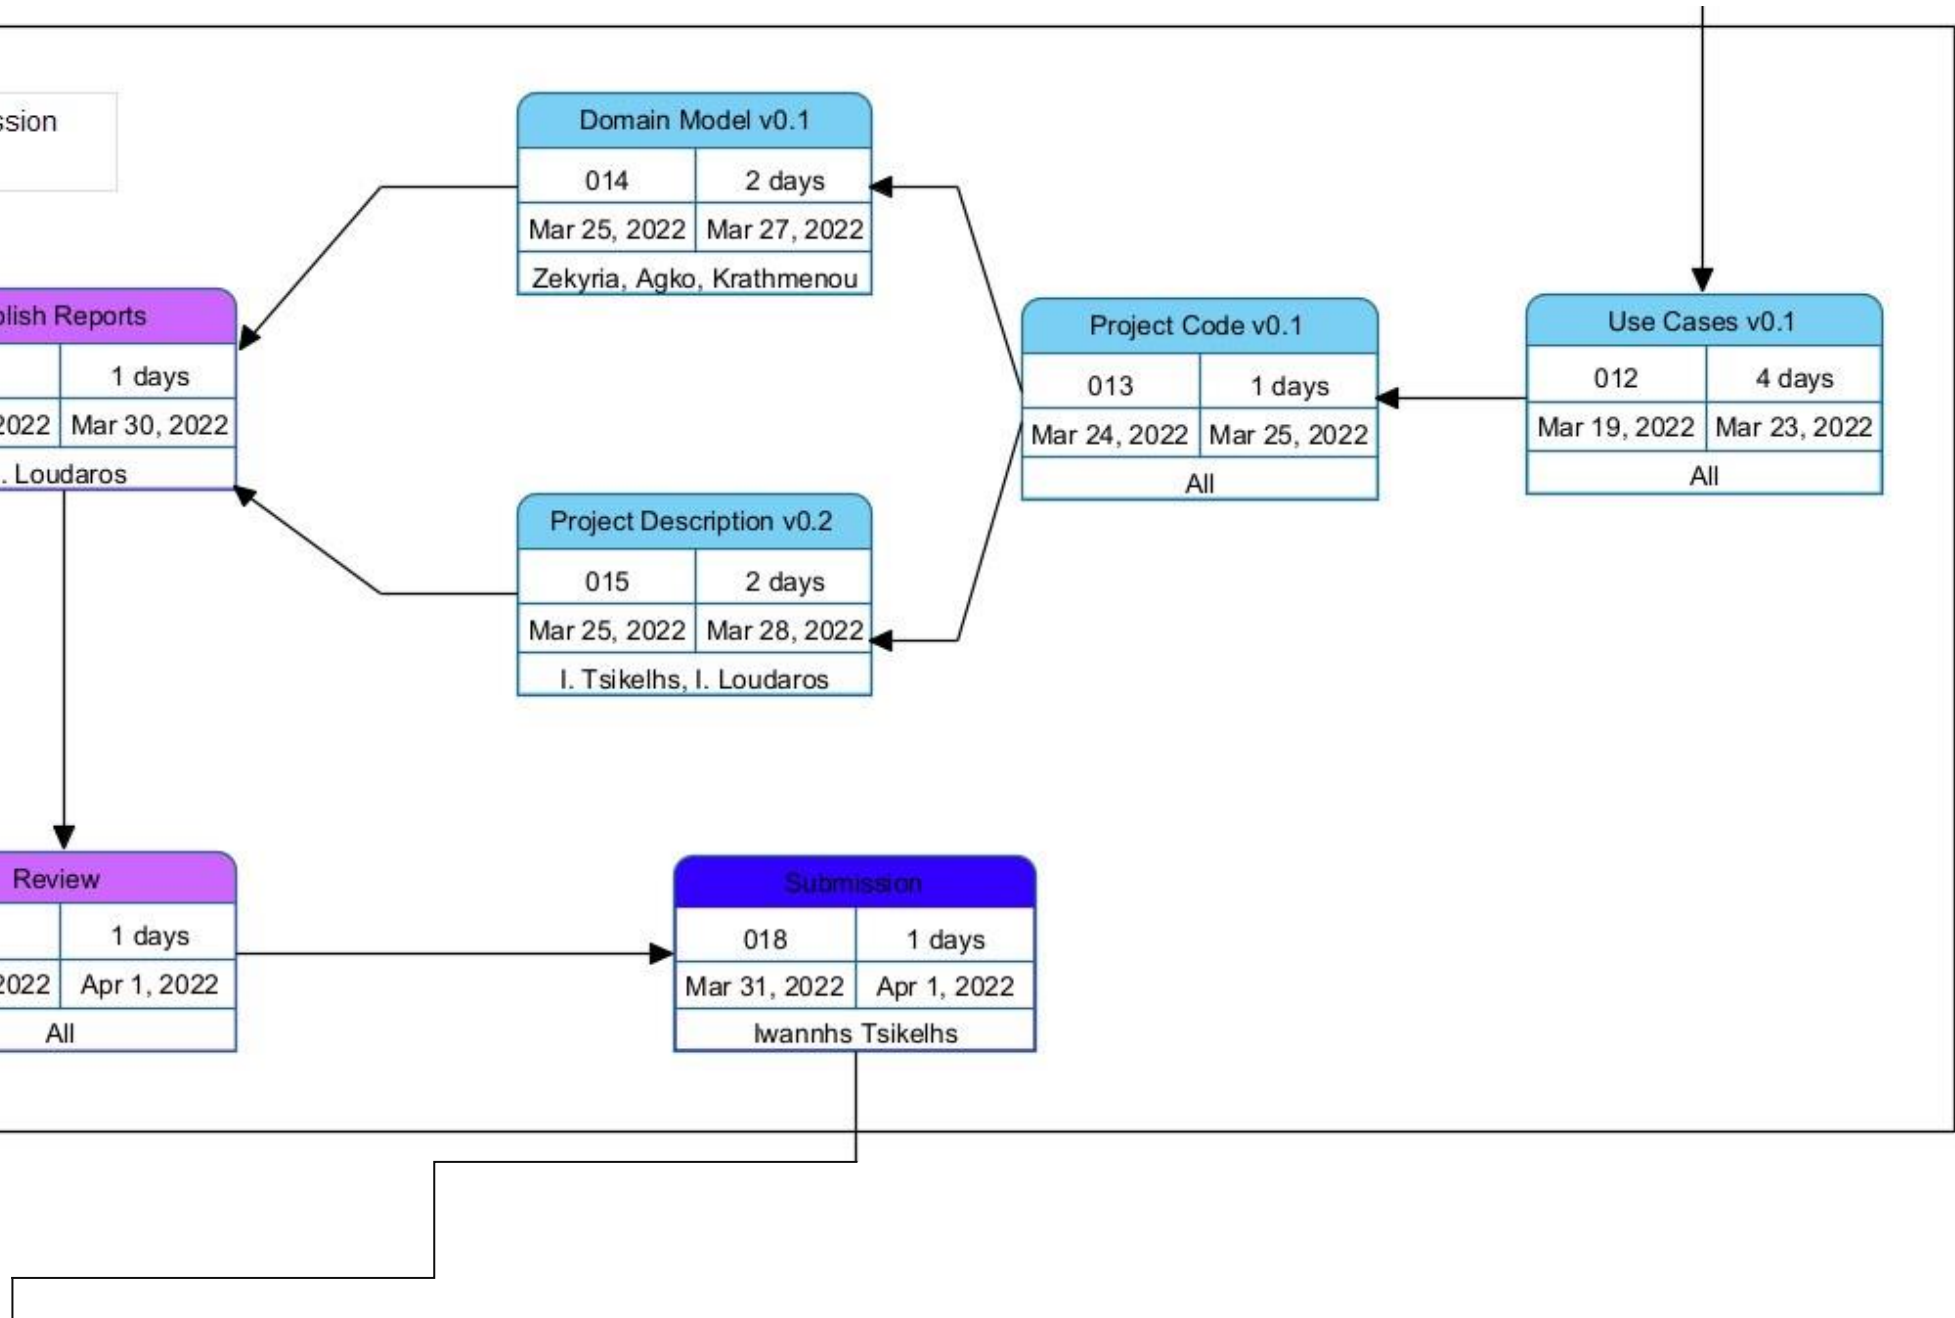 ssion
Domain Model v0.1
014 2 days
Mar 25, 2022 Mar 27, 2022
Zekyria, Agko, Krathmenou
blish Reports
1 days
2022 Mar 30, 2022
. Loudaros
Project Code v0.1
013 1 days
Mar 24, 2022 Mar 25, 2022
All
Use Cases v0.1
012 4 days
Mar 19, 2022 Mar 23, 2022
All
Project Description v0.2
015 2 days
Mar 25, 2022 Mar 28, 2022
I. Tsikelhs, I. Loudaros
Review
1 days
2022 Apr 1, 2022
All
Submission
018 1 days
Mar 31, 2022 Apr 1, 2022
Iwannhs Tsikelhs